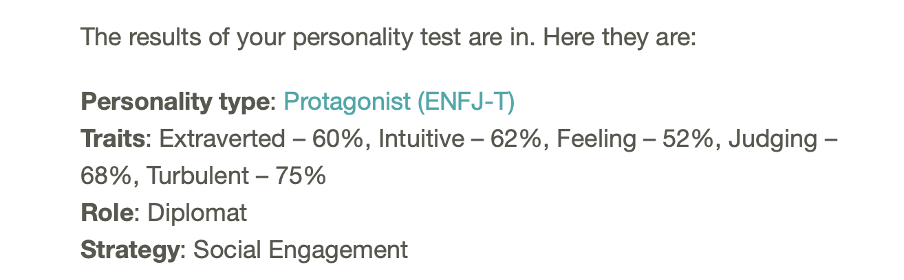 The results of your personality test are in. Here they are:
Personality type: Protagonist (ENFJ-T)
Traits: Extraverted – 60%, Intuitive – 62%, Feeling – 52%, Judging –
68%, Turbulent – 75%
Role: Diplomat
Strategy: Social Engagement